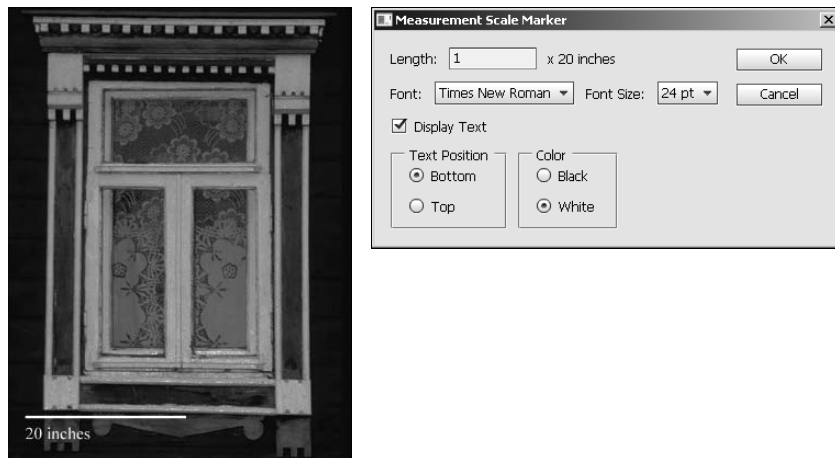 20 inches
Measurement Scale Marker
Length: 1 x 20 inches OK
Font: Times New Roman Font Size: 24 pt Cancel
Display Text
Text Position Color
Bottom Black
Top White